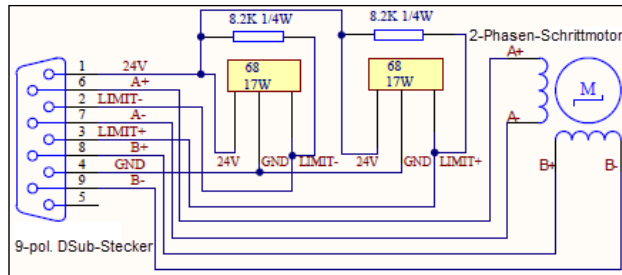 8.2K 1/4W
8.2K 1/4W
2-Phasen-Schrittmotor
1
24V
6
A+
2
LIMIT-
7
A-
3
LIMIT+
8
B+
4
GND
9
B-
5
68
17W
68
17W
24V
GND
LIMIT-
24V
GND
LIMIT+
A+
A-
M
B+
B-
9-pol. DSub-Stecker